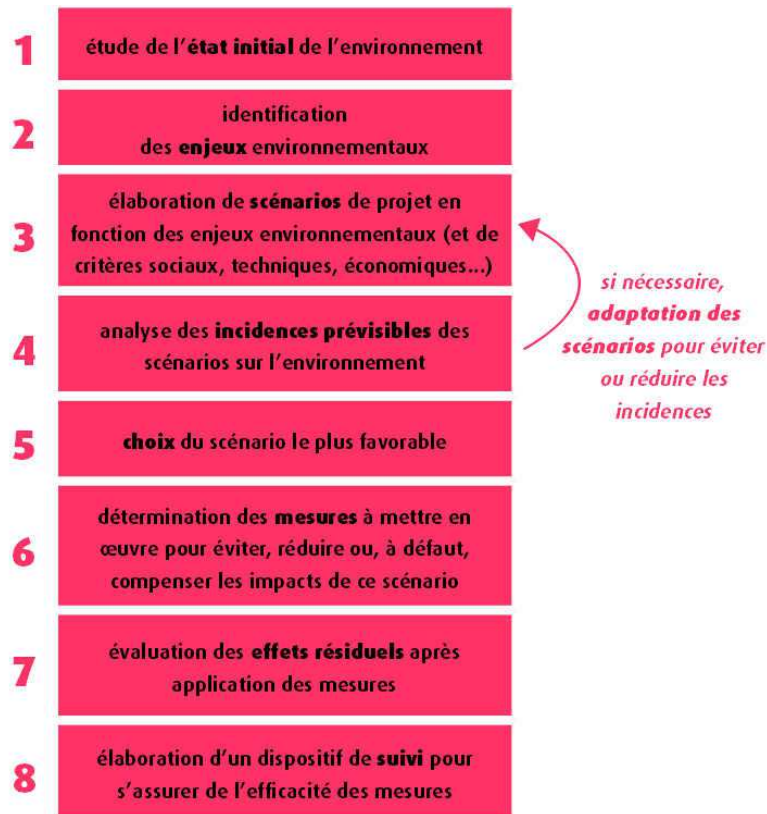 1
étude de l'état initial de l'environnement
2
identification
des enjeux environnementaux
3
élaboration de scénarios de projet en
fonction des enjeux environnementaux (et de
critères sociaux, techniques, économiques...)
4
analyse des incidences prévisibles des
scénarios sur l'environnement
si nécessaire,
adaptation des
scénarios pour éviter
ou réduire les
incidences
5
choix du scénario le plus favorable
6
détermination des mesures à mettre en
œuvre pour éviter, réduire ou, à défaut,
compenser les impacts de ce scénario
7
évaluation des effets résiduels après
application des mesures
8
élaboration d'un dispositif de suivi pour
s'assurer de l'efficacité des mesures